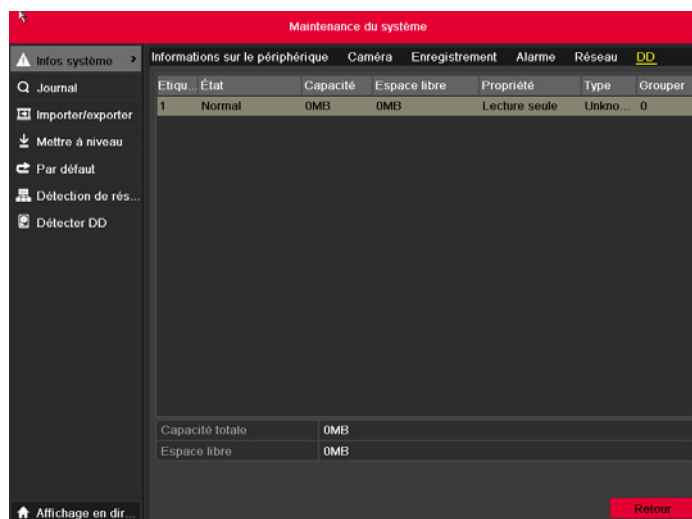 Maintenance du système
Infos système >
Informations sur le périphérique Caméra Enregistrement Alarme Réseau DD
Journal
Importer/exporter
Mettre à niveau
Par défaut
Détection de rés...
Détecter DD
Etiqu... État Capacité Espace libre Propriété Type Grouper
1 Normal 0MB 0MB Lecture seule Unkno... 0
Capacité totale 0MB
Espace libre 0MB
Affichage en dir...
Retour